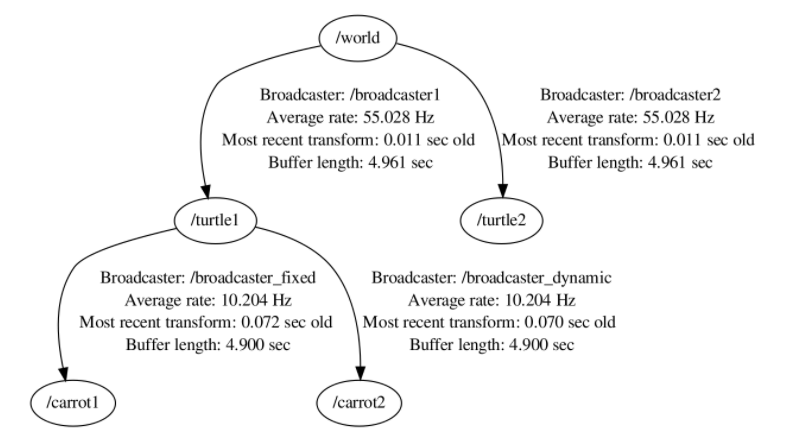 /world
Broadcaster: /broadcaster1
Average rate: 55.028 Hz
Most recent transform: 0.011 sec old
Buffer length: 4.961 sec
Broadcaster: /broadcaster2
Average rate: 55.028 Hz
Most recent transform: 0.011 sec old
Buffer length: 4.961 sec
/turtle1
/turtle2
Broadcaster: /broadcaster_fixed
Average rate: 10.204 Hz
Most recent transform: 0.072 sec old
Buffer length: 4.900 sec
Broadcaster: /broadcaster_dynamic
Average rate: 10.204 Hz
Most recent transform: 0.070 sec old
Buffer length: 4.900 sec
/carrot1
/carrot2